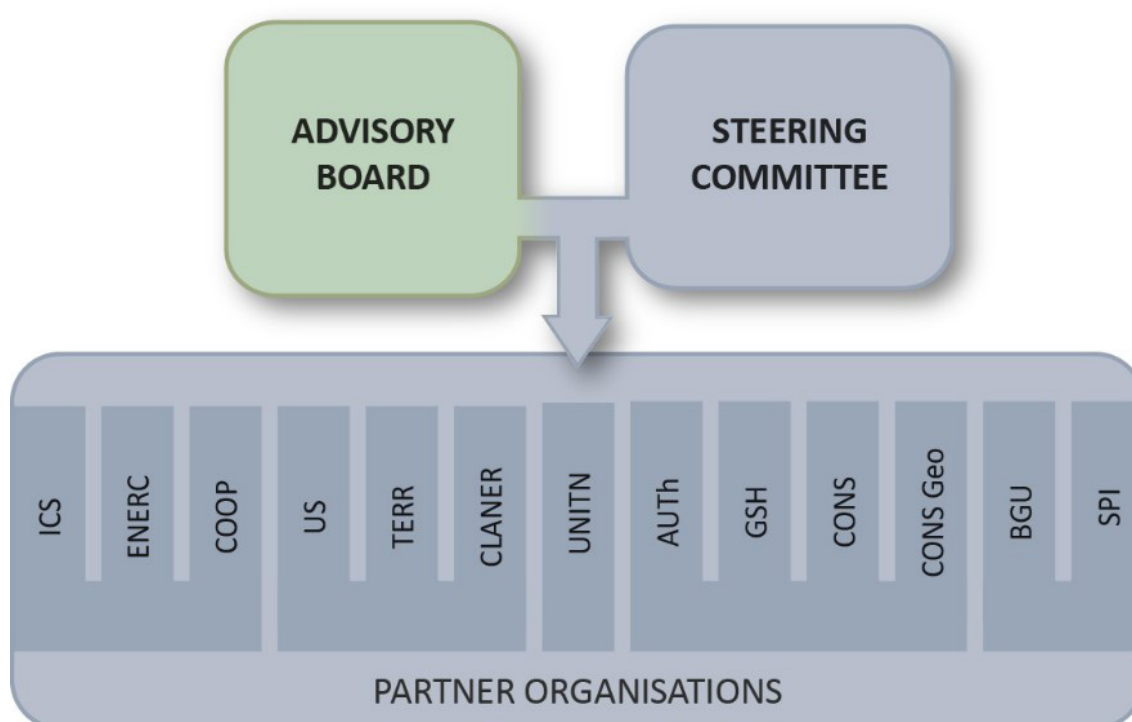 ADVISORY
BOARD
STEERING
COMMITTEE
ICS
ENERC
COOP
US
TERR
CLANER
UNITN
AUTh
GSH
CONS
CONS Geo
BGU
SPI
PARTNER ORGANISATIONS